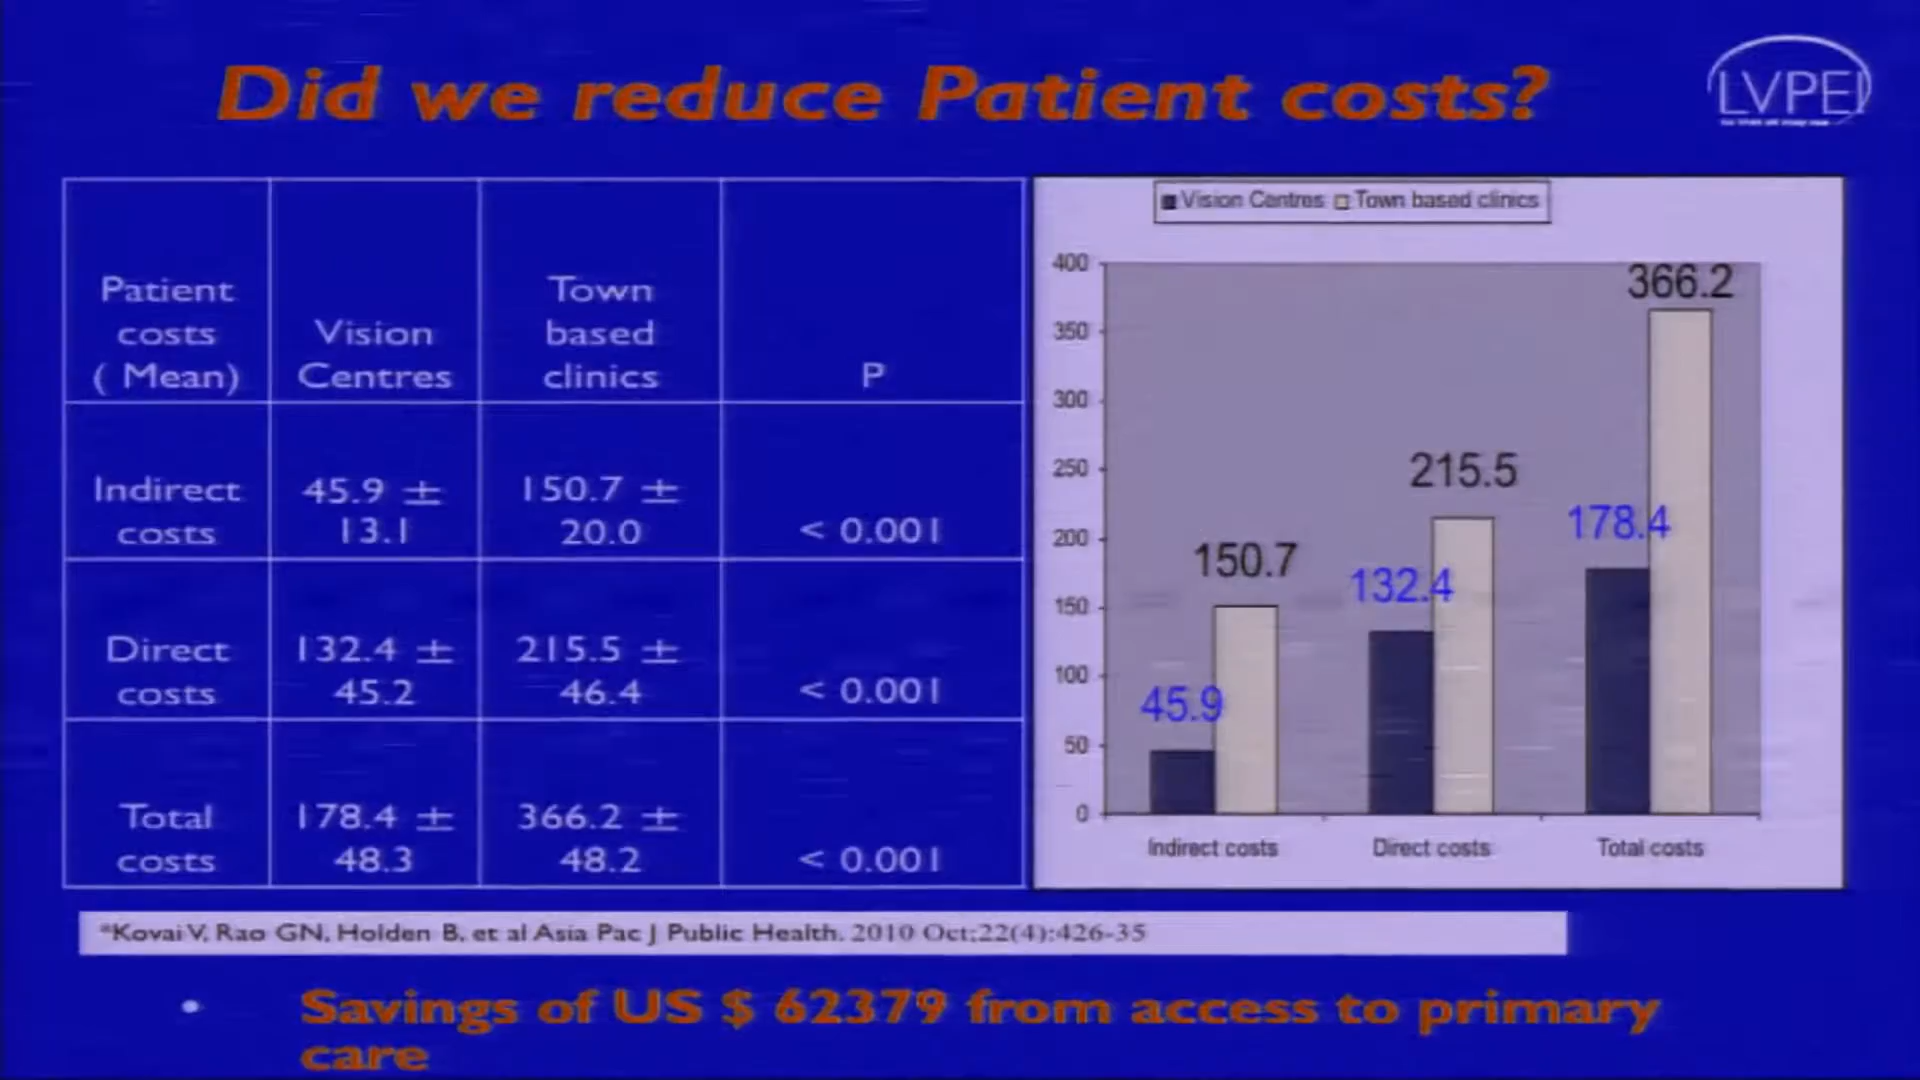 Did we reduce Patient costs?
LVPEI
Patient
costs
( Mean)
Vision
Centres
Town
based
clinics
P
Indirect
costs
45.9 ±
13.1
150.7 ±
20.0
< 0.001
Direct
costs
132.4 ±
45.2
215.5 ±
46.4
< 0.001
Total
costs
178.4 ±
48.3
366.2 ±
48.2
< 0.001
Vision Centres Town based clinics
400
350
300
250
200
150
100
50
0
45.9
150.7
132.4
215.5
178.4
366.2
Indirect costs Direct costs Total costs
*Kovai V, Rao GN, Holden B, et al Asia Pac J Public Health. 2010 Oct;22(4):426-35
• Savings of US $ 62379 from access to primary
care